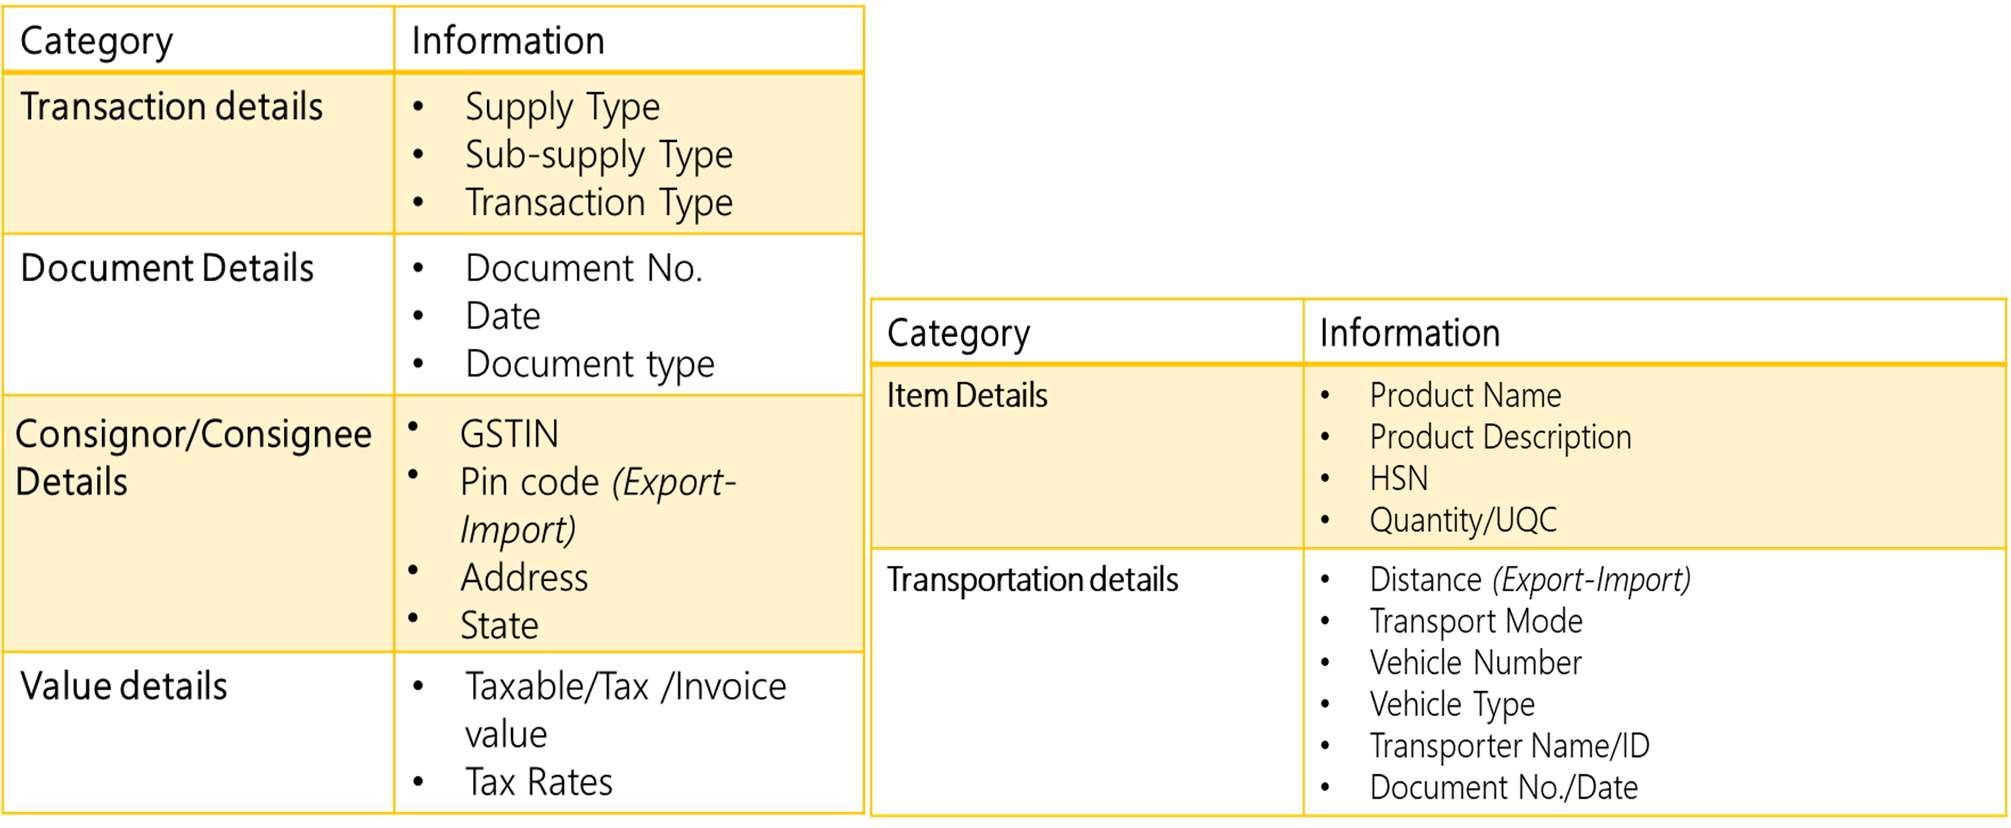 Category Information
Transaction details
• Supply Type
• Sub-supply Type
• Transaction Type
Document Details
• Document No.
• Date
• Document type
Consignor/Consignee
Details
• GSTIN
• Pin code (Export-
Import)
• Address
• State
Value details
• Taxable/Tax /Invoice
value
• Tax Rates
Category Information
Item Details
• Product Name
• Product Description
• HSN
• Quantity/UQC
Transportation details
• Distance (Export-Import)
• Transport Mode
• Vehicle Number
• Vehicle Type
• Transporter Name/ID
• Document No./Date